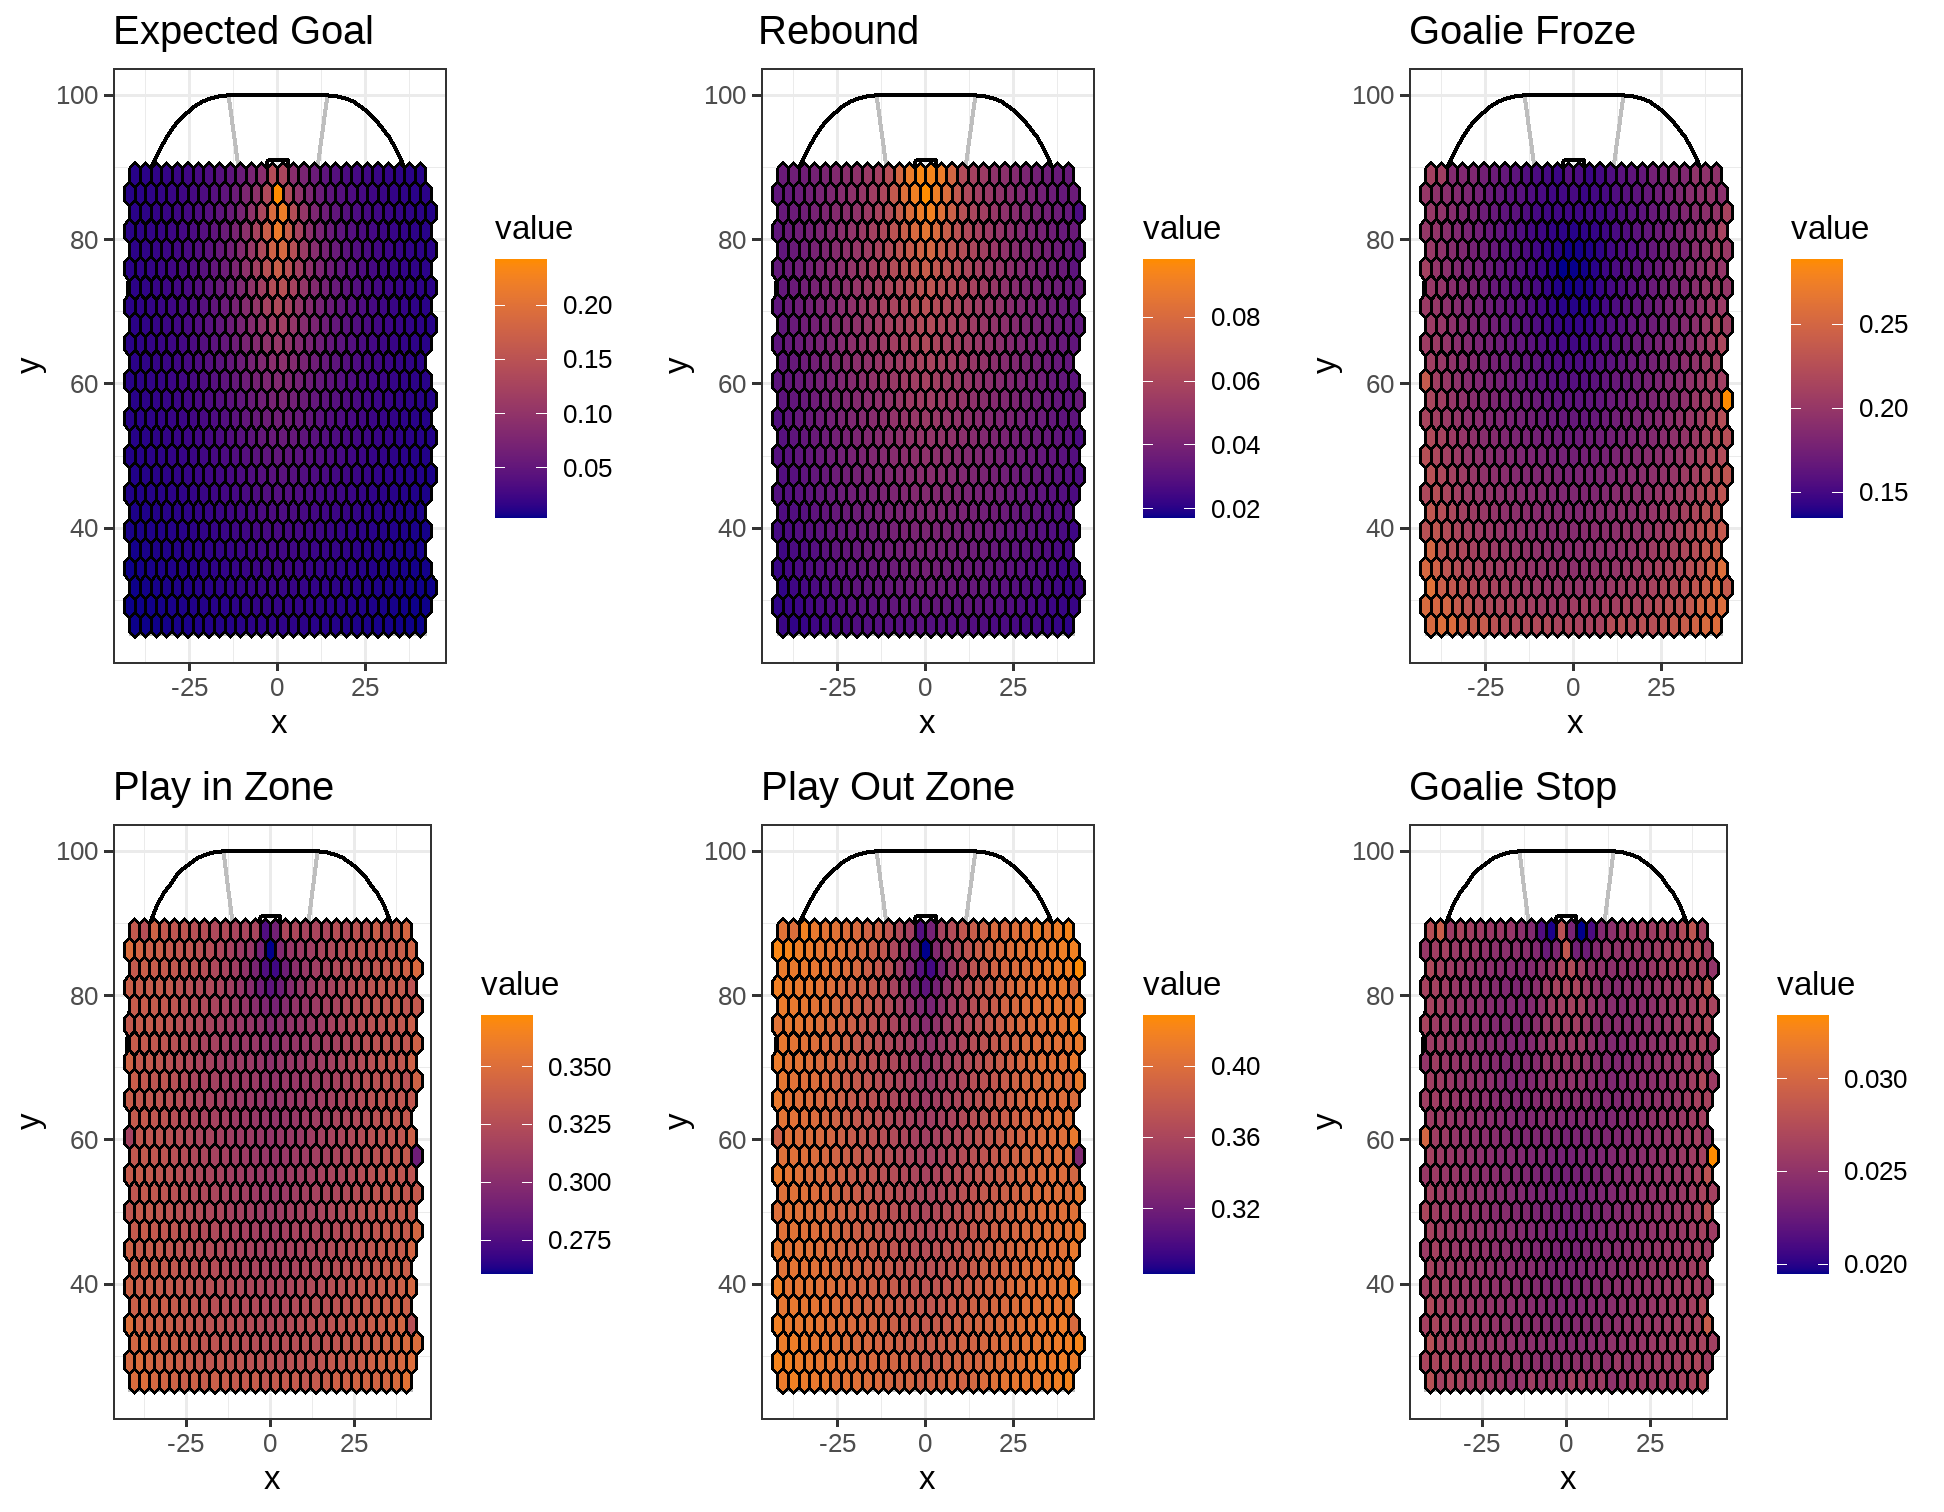 Expected Goal
100
80
60
40
y
-25 0 25
x
value
0.20
0.15
0.10
0.05
Rebound
100
80
60
40
y
-25 0 25
x
value
0.08
0.06
0.04
0.02
Goalie Froze
100
80
60
40
y
-25 0 25
x
value
0.25
0.20
0.15
Play in Zone
100
80
60
40
y
-25 0 25
x
value
0.350
0.325
0.300
0.275
Play Out Zone
100
80
60
40
y
-25 0 25
x
value
0.40
0.36
0.32
Goalie Stop
100
80
60
40
y
-25 0 25
x
value
0.030
0.025
0.020